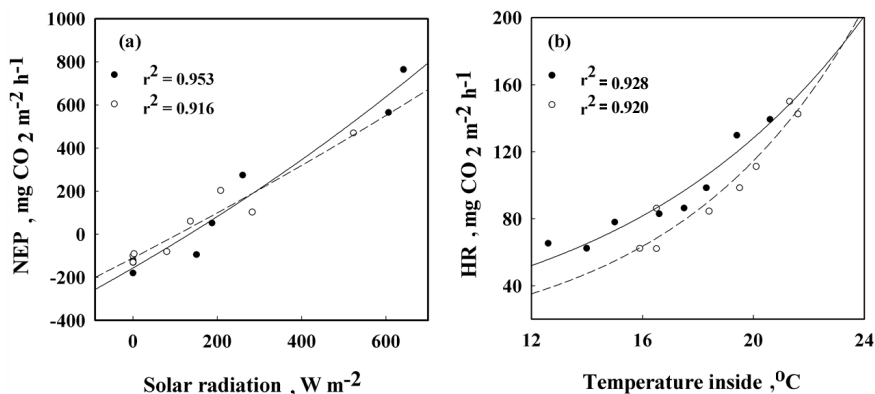 (a)
r² = 0.953
r² = 0.916
1000
800
600
400
200
0
-200
-400
NEP , mg CO₂ m⁻² h⁻¹
0 200 400 600
Solar radiation , W m⁻²
(b)
r² = 0.928
r² = 0.920
200
160
120
80
40
HR , mg CO₂ m⁻² h⁻¹
12 16 20 24
Temperature inside ,⁰C